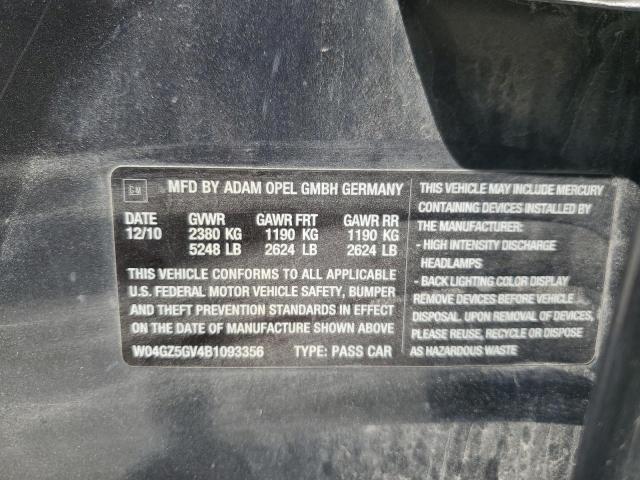 GM
MFD BY ADAM OPEL GMBH GERMANY
DATE GVWR GAWR FRT GAWR RR
12/10 2380 KG 1190 KG 1190 KG
5248 LB 2624 LB 2624 LB
THIS VEHICLE CONFORMS TO ALL APPLICABLE
U.S. FEDERAL MOTOR VEHICLE SAFETY, BUMPER
AND THEFT PREVENTION STANDARDS IN EFFECT
ON THE DATE OF MANUFACTURE SHOWN ABOVE
W04GZ5GV4B1093356 TYPE: PASS CAR
THIS VEHICLE MAY INCLUDE MERCURY
CONTAINING DEVICES INSTALLED BY
THE MANUFACTURER:
- HIGH INTENSITY DISCHARGE
HEADLAMPS
- BACK LIGHTING COLOR DISPLAY
REMOVE DEVICES BEFORE VEHICLE
DISPOSAL. UPON REMOVAL OF DEVICES,
PLEASE REUSE, RECYCLE OR DISPOSE
AS HAZARDOUS WASTE